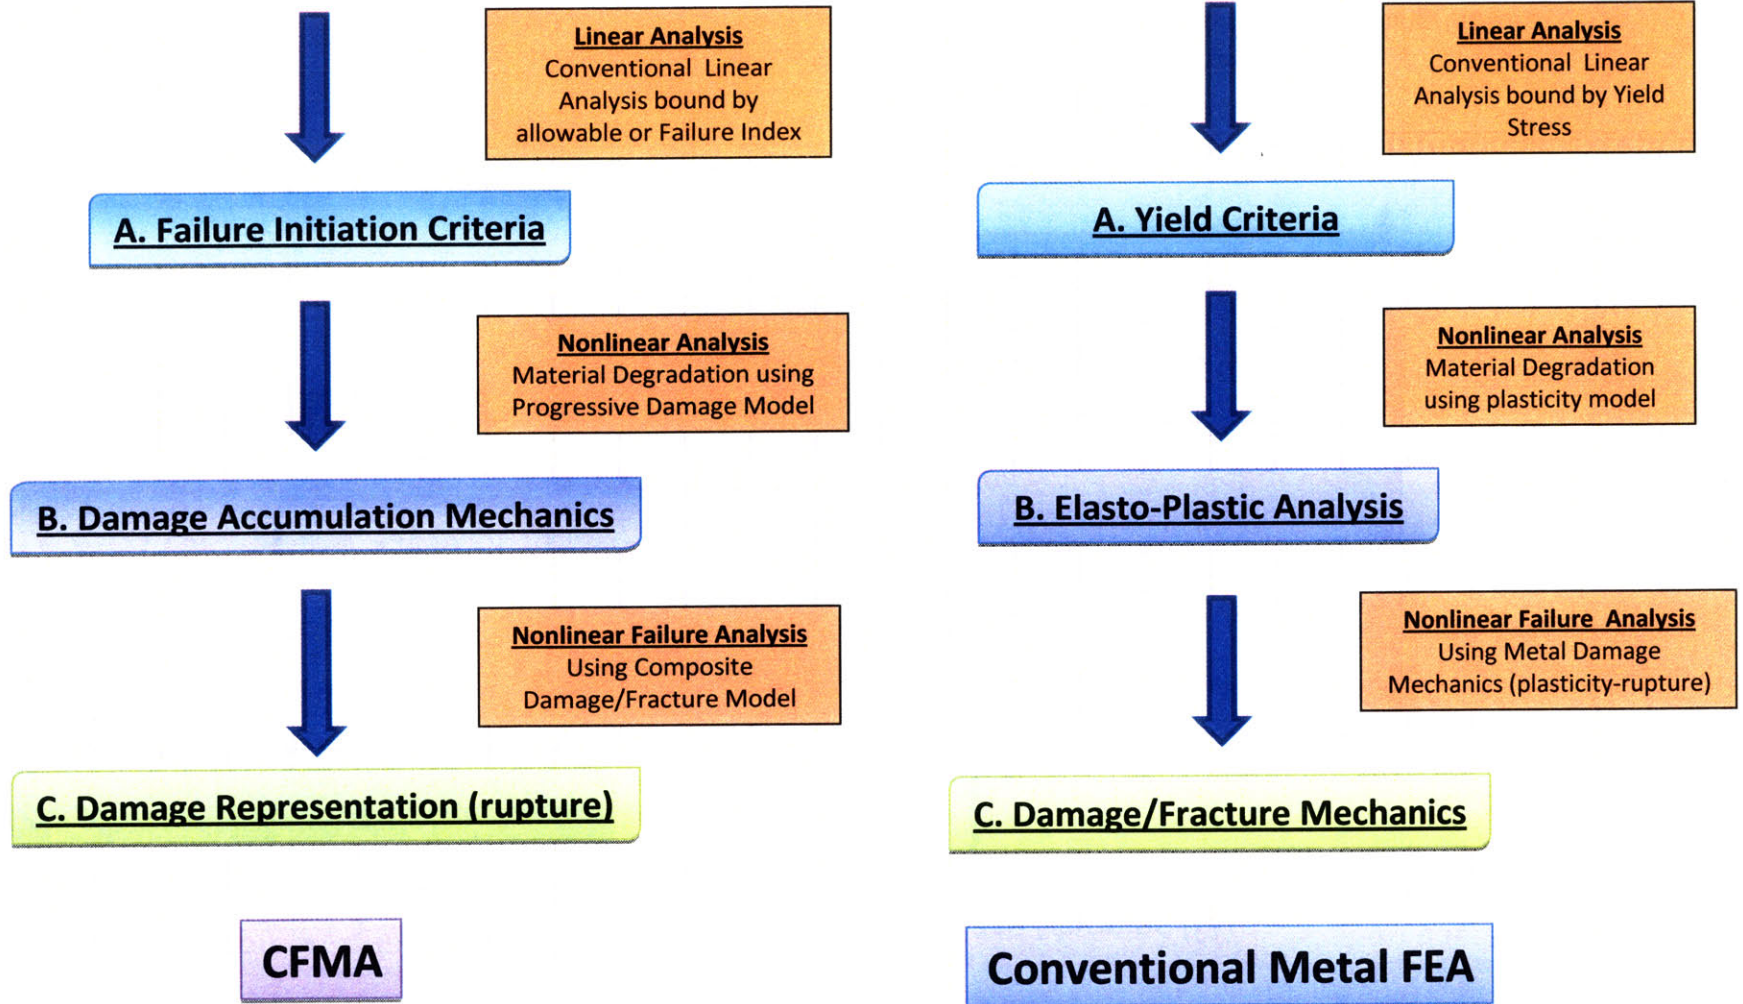 Linear Analysis
Conventional Linear
Analysis bound by
allowable or Failure Index
A. Failure Initiation Criteria
Nonlinear Analysis
Material Degradation using
Progressive Damage Model
B. Damage Accumulation Mechanics
Nonlinear Failure Analysis
Using Composite
Damage/Fracture Model
C. Damage Representation (rupture)
CFMA
Linear Analysis
Conventional Linear
Analysis bound by Yield
Stress
A. Yield Criteria
Nonlinear Analysis
Material Degradation
using plasticity model
B. Elasto-Plastic Analysis
Nonlinear Failure Analysis
Using Metal Damage
Mechanics (plasticity-rupture)
C. Damage/Fracture Mechanics
Conventional Metal FEA